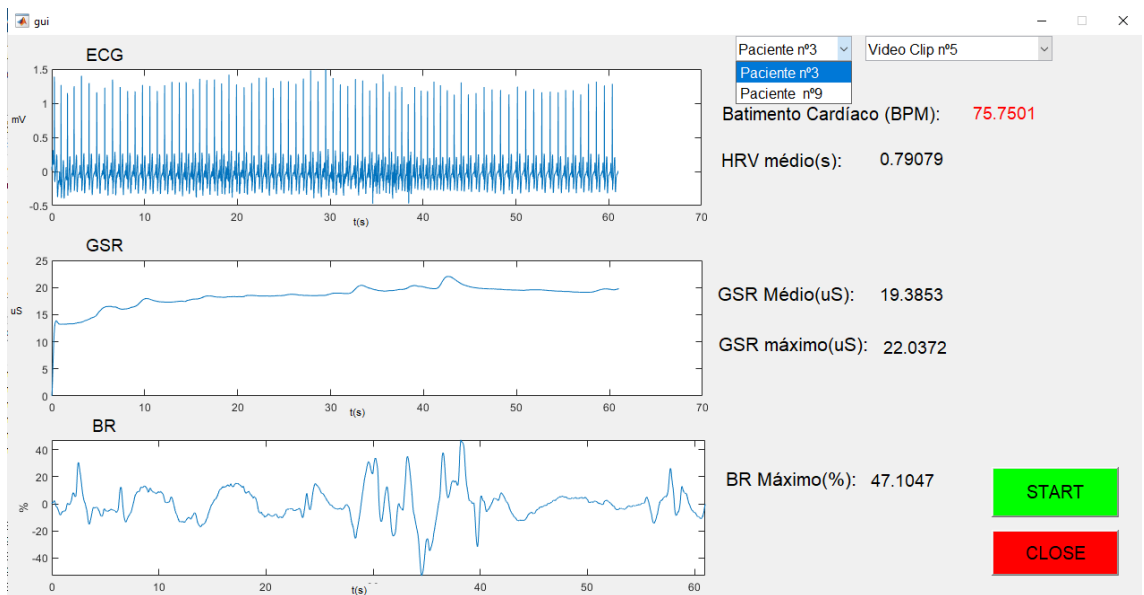 gui
Paciente nº3
Video Clip nº5
Paciente nº3
Paciente nº9
ECG
1.5
1
0.5
0
-0.5
mV
0 10 20 30 40 50 60 70
t(s)
Batimento Cardíaco (BPM): 75.7501
HRV médio(s): 0.79079
GSR
25
20
15
10
5
0
uS
0 10 20 30 40 50 60 70
t(s)
GSR Médio(uS): 19.3853
GSR máximo(uS): 22.0372
BR
40
20
0
-20
-40
%
0 10 20 40 50 60
t(s)
BR Máximo(%): 47.1047
START
CLOSE